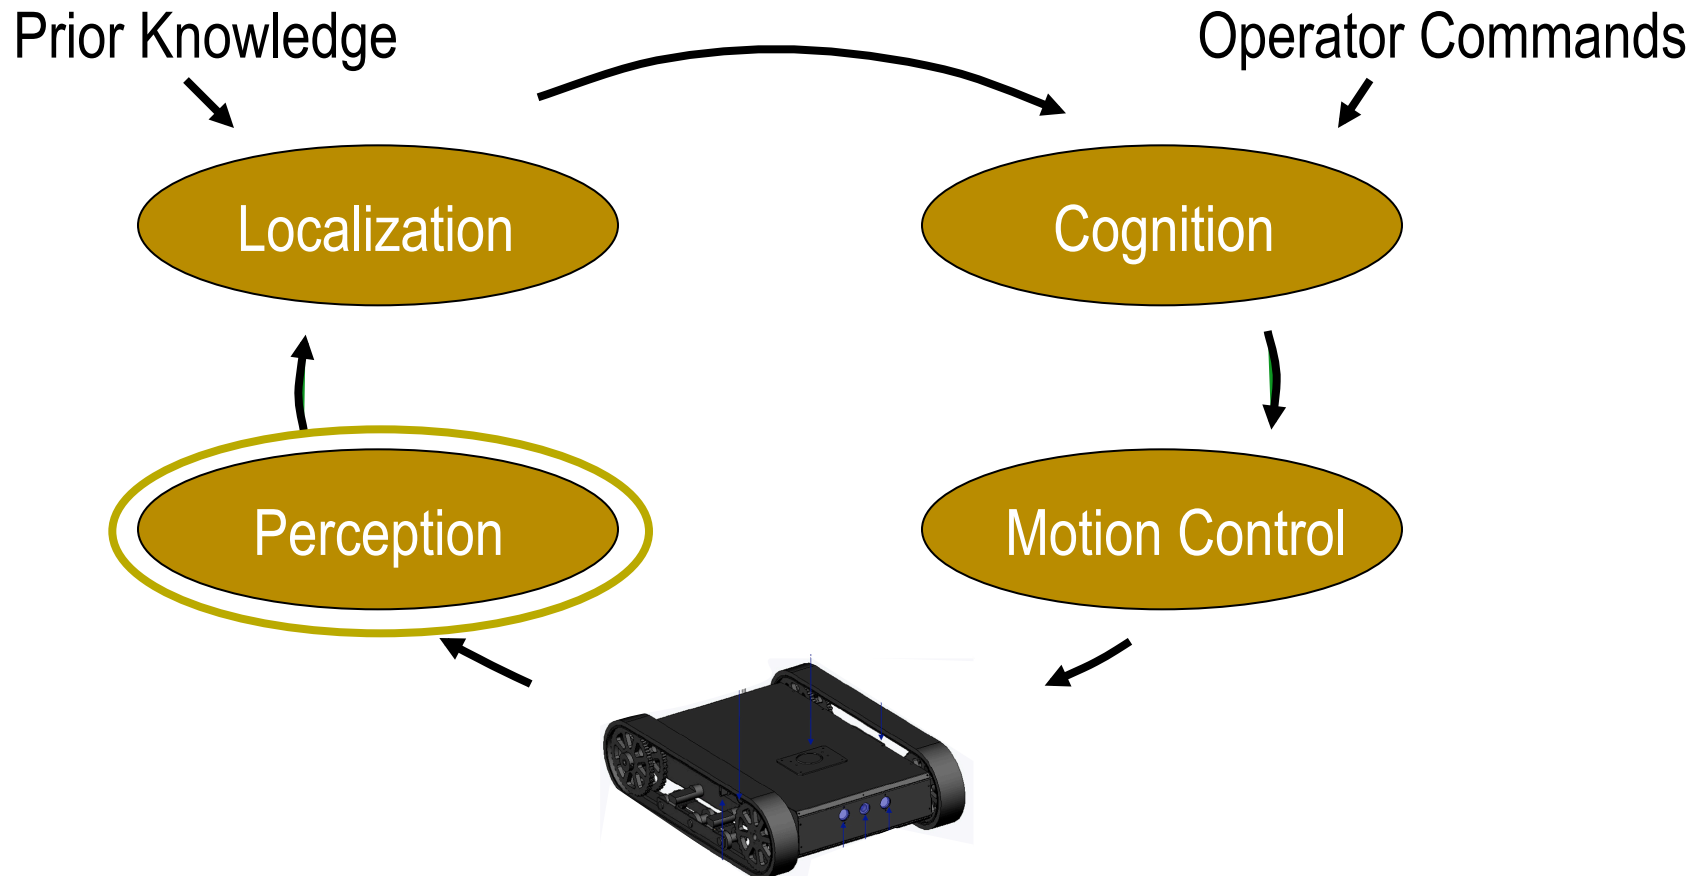 Prior Knowledge
Operator Commands
Localization
Cognition
Perception
Motion Control